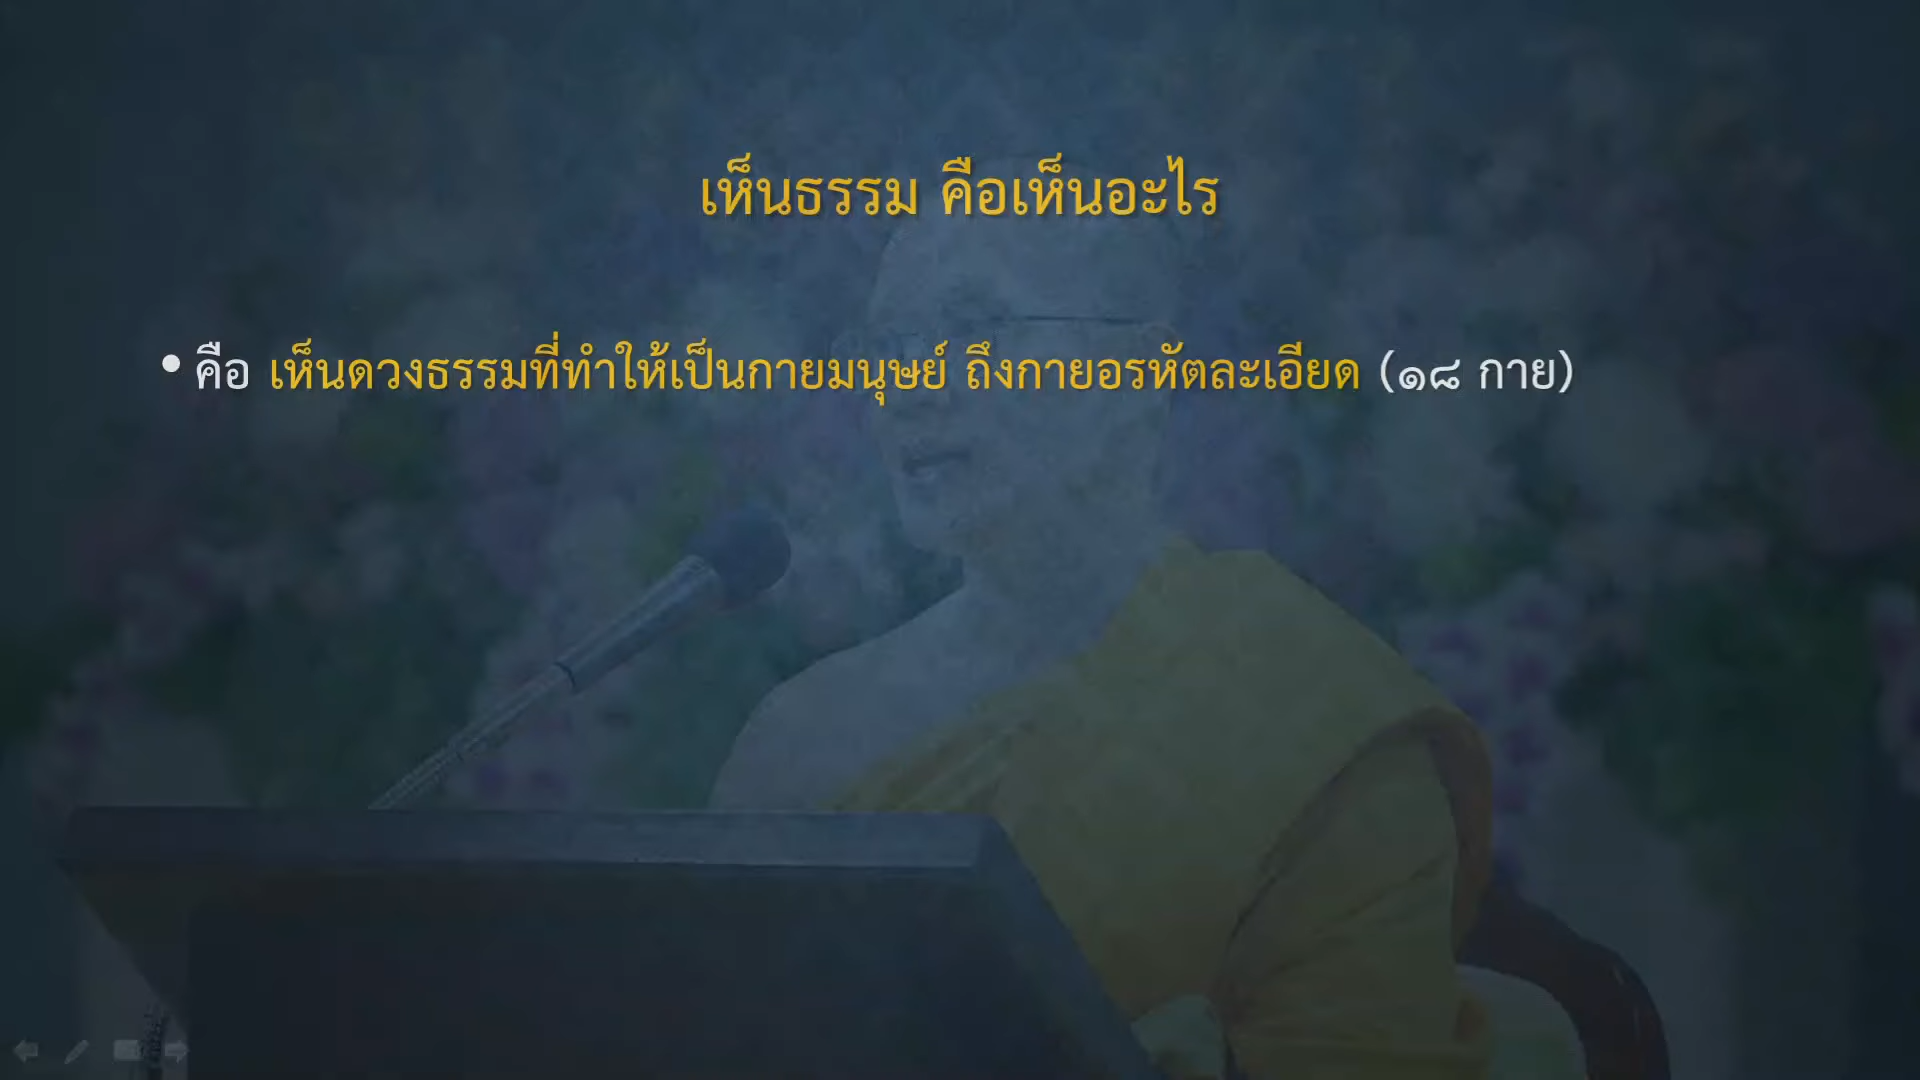 เห็นธรรม คือเห็นอะไร
• คือ เห็นดวงธรรมที่ทำให้เป็นกายมนุษย์ ถึงกายอรหัตละเอียด (๑๘ กาย)